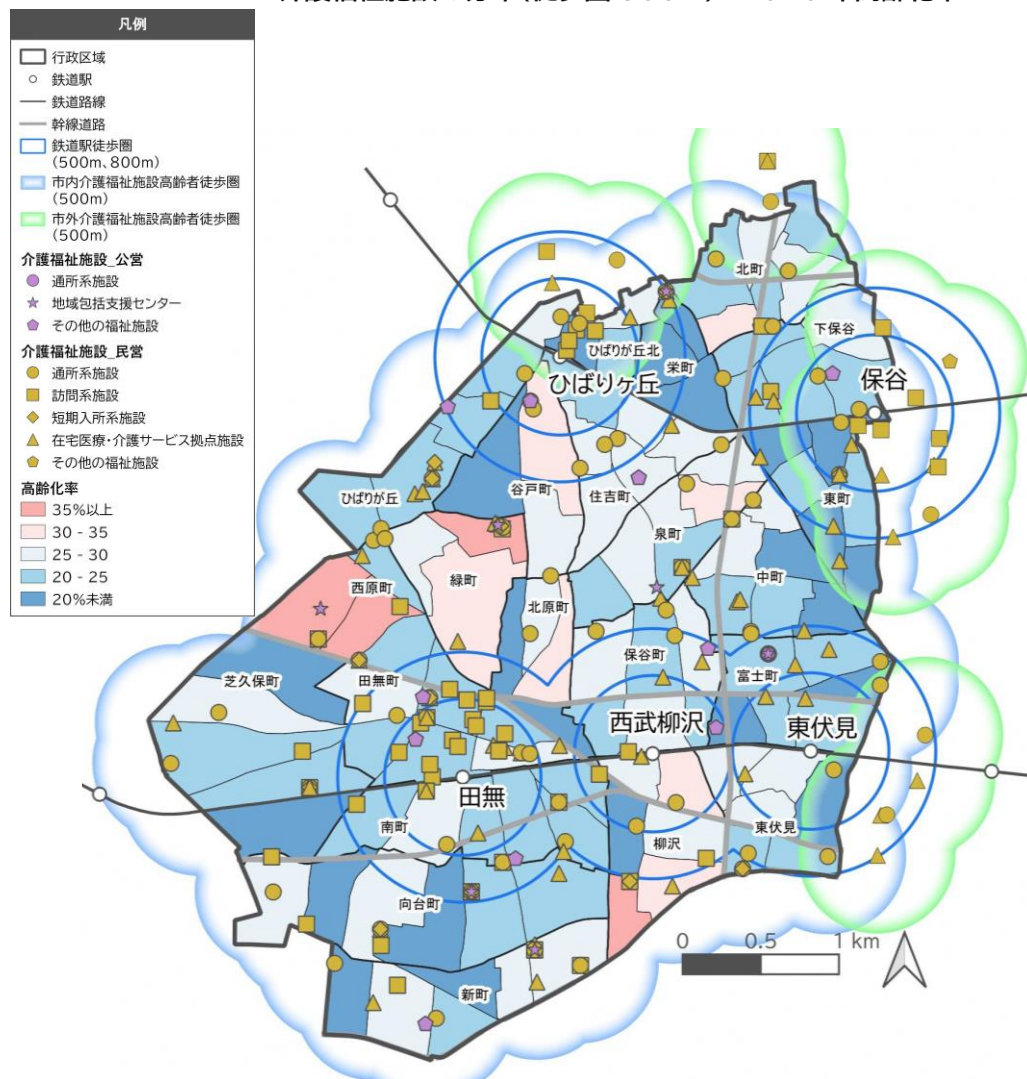 凡例
行政区域
鉄道駅
鉄道路線
幹線道路
鉄道駅徒歩圏
(500m、800m)
市内介護福祉施設高齢者徒歩圏
(500m)
市外介護福祉施設高齢者徒歩圏
(500m)
介護福祉施設_公営
通所系施設
地域包括支援センター
その他の福祉施設
介護福祉施設_民営
通所系施設
訪問系施設
短期入所系施設
在宅医療・介護サービス拠点施設
その他の福祉施設
高齢化率
35%以上
30 - 35
25 - 30
20 - 25
20%未満
北町
下保谷
ひばりが丘北
栄町
ひばりヶ丘
保谷
ひばりが丘
谷戸町
住吉町
東町
泉町
西原町
緑町
中町
北原町
保谷町
富士町
芝久保町
田無町
西武柳沢
東伏見
田無
南町
柳沢
東伏見
向台町
新町
0 0.5 1 km